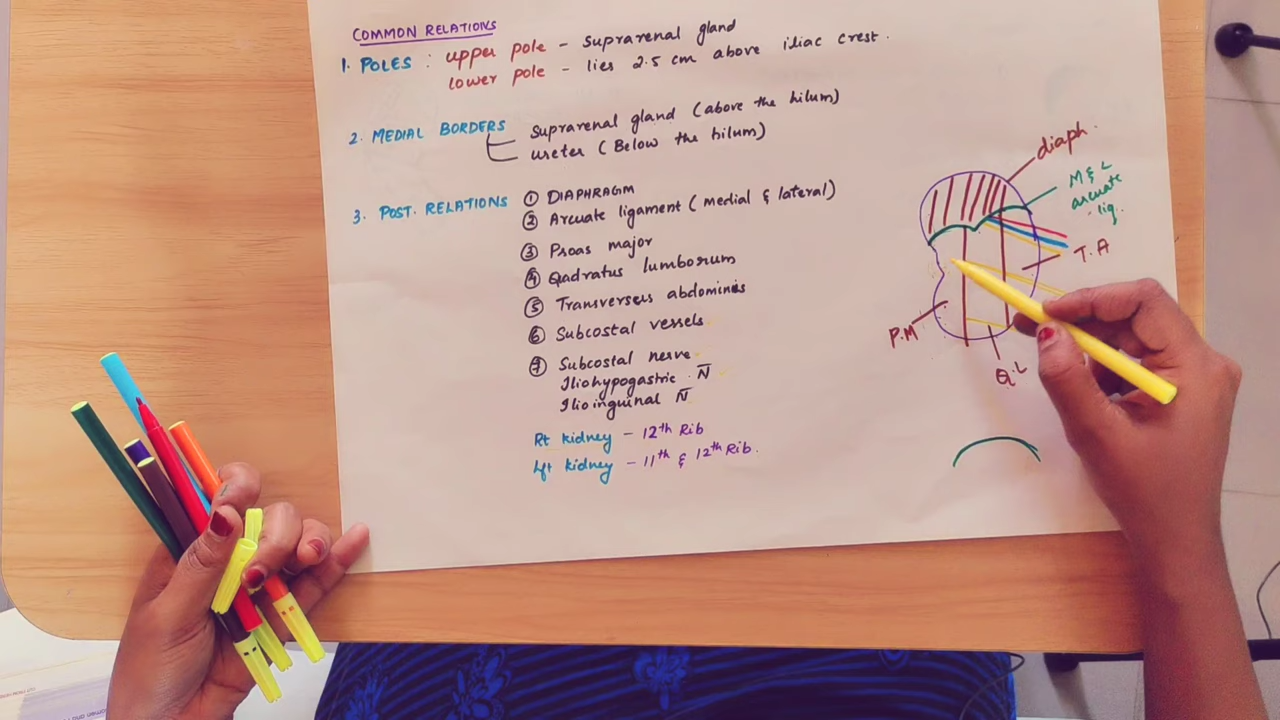 COMMON RELATIONS
1. POLES : upper pole - suprarenal gland
lower pole - lies 2.5 cm above iliac crest.
2. MEDIAL BORDERS suprarenal gland (above the hilum)
ureter (Below the hilum)
3. POST. RELATIONS ① DIAPHRAGM
② Arcuate ligament (medial & lateral)
③ Psoas major
④ Qadratus lumborum
⑤ Transversus abdominis
⑥ Subcostal vessels
⑦ Subcostal nerve
Iliohypogastric N̄
Ilioinguinal N̄
Rt kidney - 12th Rib
Lft kidney - 11th & 12th Rib.
diaph.
M & L
arcuate
lig.
T.A
P.M
Q.L